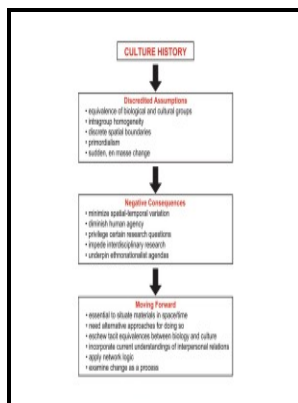 CULTURE HISTORY
Discredited Assumptions
• equivalence of biological and cultural groups
• intragroup homogeneity
• discrete spatial boundaries
• primordialism
• sudden, en masse change
Negative Consequences
• minimize spatial-temporal variation
• diminish human agency
• privilege certain research questions
• impede interdisciplinary research
• underpin ethnonationalist agendas
Moving Forward
• essential to situate materials in space/time
• need alternative approaches for doing so
• eschew tacit equivalences between biology and culture
• incorporate current understandings of interpersonal relations
• apply network logic
• examine change as a process